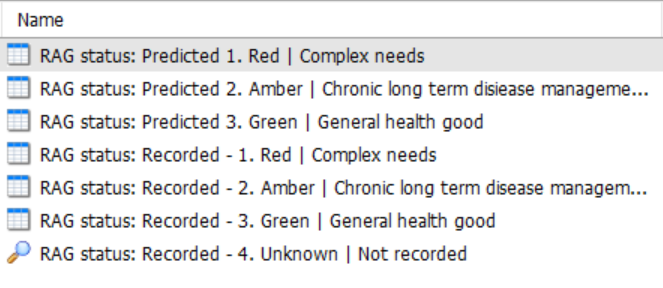 Name
RAG status: Predicted 1. Red | Complex needs
RAG status: Predicted 2. Amber | Chronic long term disiease manageme...
RAG status: Predicted 3. Green | General health good
RAG status: Recorded - 1. Red | Complex needs
RAG status: Recorded - 2. Amber | Chronic long term disease managem...
RAG status: Recorded - 3. Green | General health good
RAG status: Recorded - 4. Unknown | Not recorded